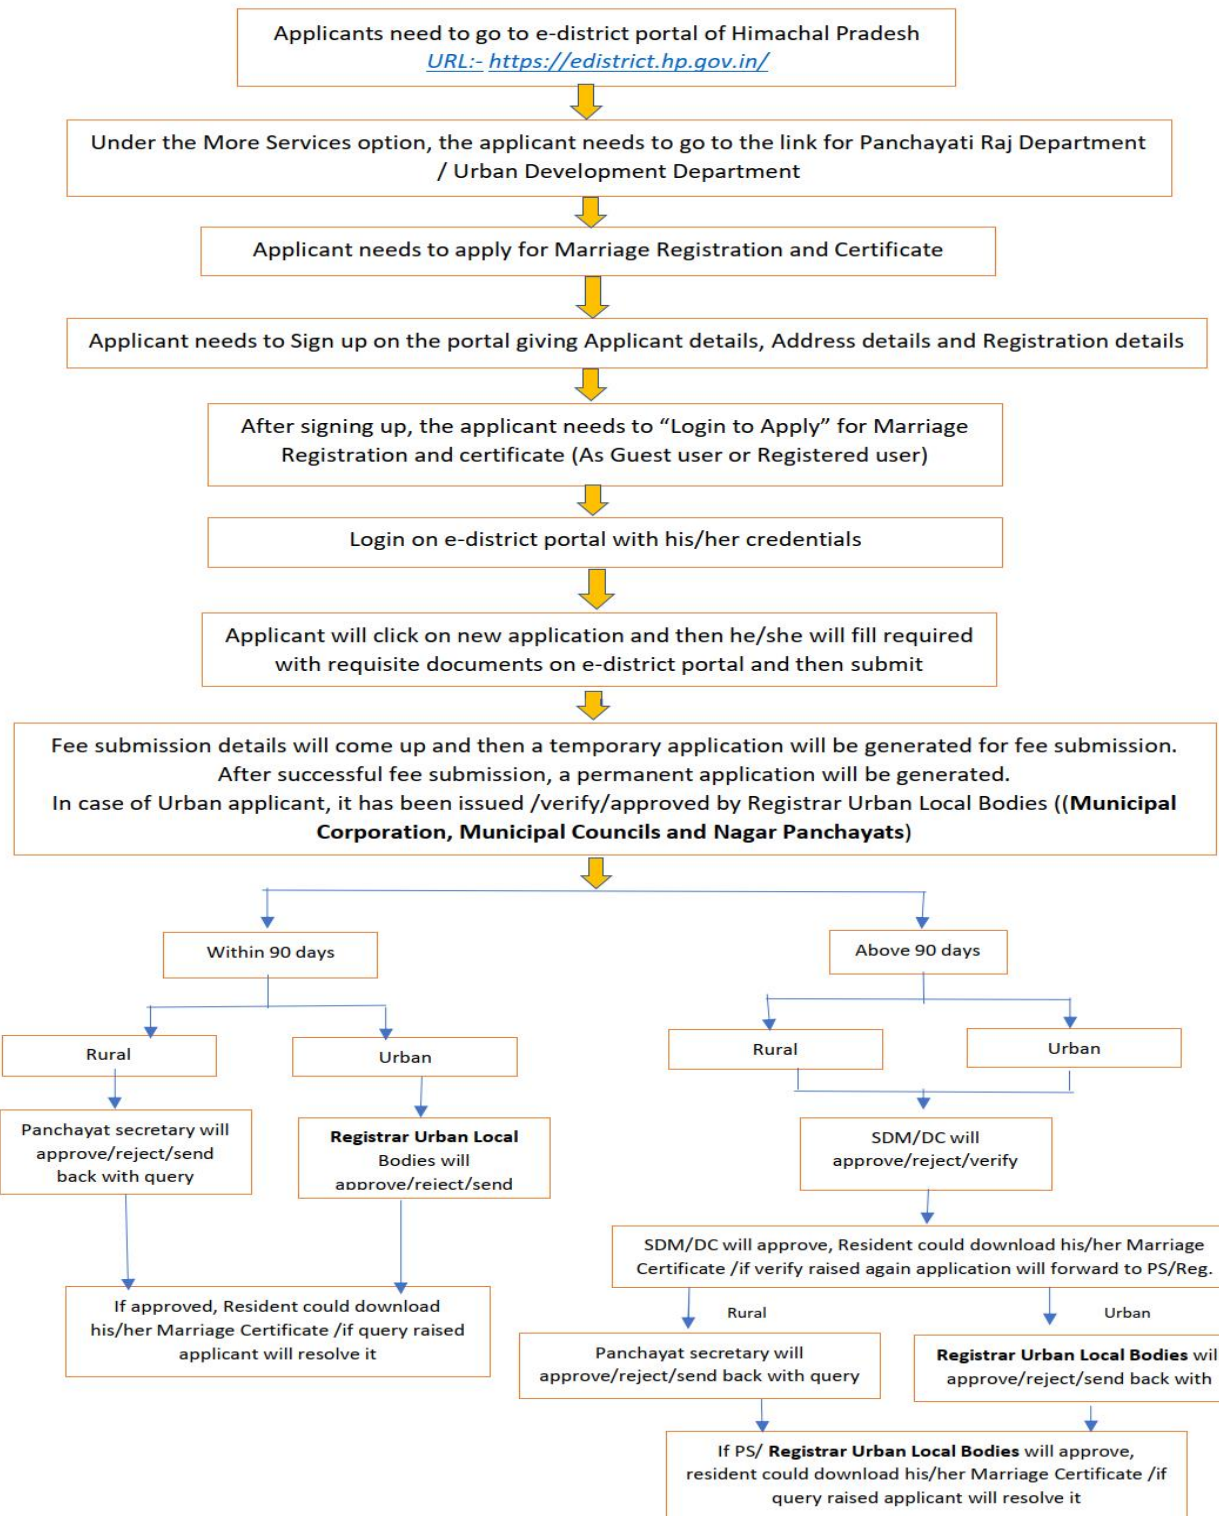 Applicants need to go to e-district portal of Himachal Pradesh
URL:- https://edistrict.hp.gov.in/
Under the More Services option, the applicant needs to go to the link for Panchayati Raj Department
/ Urban Development Department
Applicant needs to apply for Marriage Registration and Certificate
Applicant needs to Sign up on the portal giving Applicant details, Address details and Registration details
After signing up, the applicant needs to “Login to Apply” for Marriage
Registration and certificate (As Guest user or Registered user)
Login on e-district portal with his/her credentials
Applicant will click on new application and then he/she will fill required
with requisite documents on e-district portal and then submit
Fee submission details will come up and then a temporary application will be generated for fee submission.
After successful fee submission, a permanent application will be generated.
In case of Urban applicant, it has been issued /verify/approved by Registrar Urban Local Bodies ((Municipal
Corporation, Municipal Councils and Nagar Panchayats)
Within 90 days
Rural
Urban
Panchayat secretary will
approve/reject/send
back with query
Registrar Urban Local
Bodies will
approve/reject/send
If approved, Resident could download
his/her Marriage Certificate /if query raised
applicant will resolve it
Above 90 days
Rural
Urban
SDM/DC will
approve/reject/verify
SDM/DC will approve, Resident could download his/her Marriage
Certificate /if verify raised again application will forward to PS/Reg.
Rural
Urban
Panchayat secretary will
approve/reject/send back with query
Registrar Urban Local Bodies wil
approve/reject/send back with
If PS/ Registrar Urban Local Bodies will approve,
resident could download his/her Marriage Certificate /if
query raised applicant will resolve it